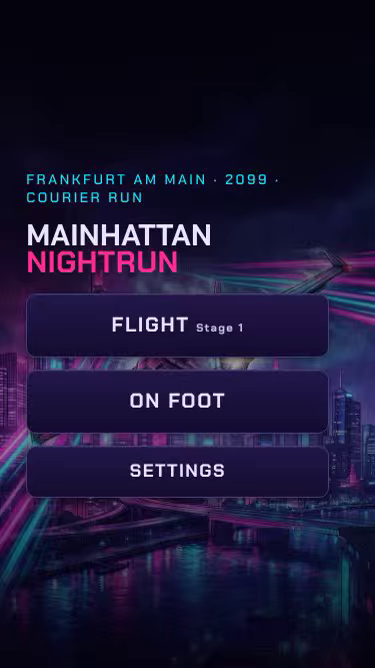 FRANKFURT AM MAIN · 2099 ·
COURIER RUN
MAINHATTAN
NIGHTRUN
FLIGHT Stage 1
ON FOOT
SETTINGS